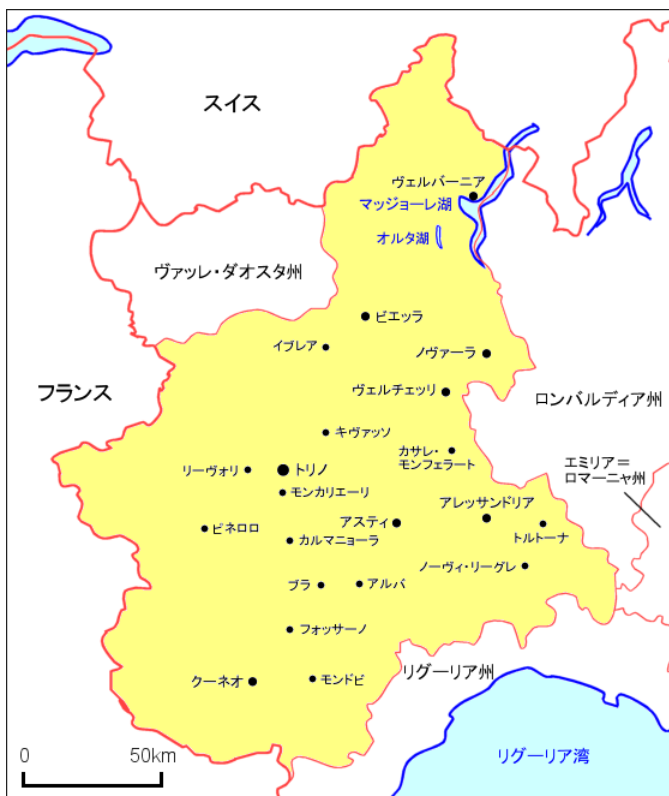 スイス
ヴェルバーニア
マッジョーレ湖
オルタ湖
ヴァッレ・ダオスタ州
ビエッラ
イブレア
ノヴァーラ
フランス
ヴェルチェッリ
ロンバルディア州
キヴァッソ
カサレ・
モンフェラート
エミリア＝
ロマーニャ州
リーヴォリ
トリノ
モンカリエーリ
アレッサンドリア
アスティ
ピネロロ
カルマニョーラ
トルトーナ
ノーヴィ・リーグレ
ブラ
アルバ
フォッサーノ
リグーリア州
クーネオ
モンドビ
0 50km
リグーリア湾